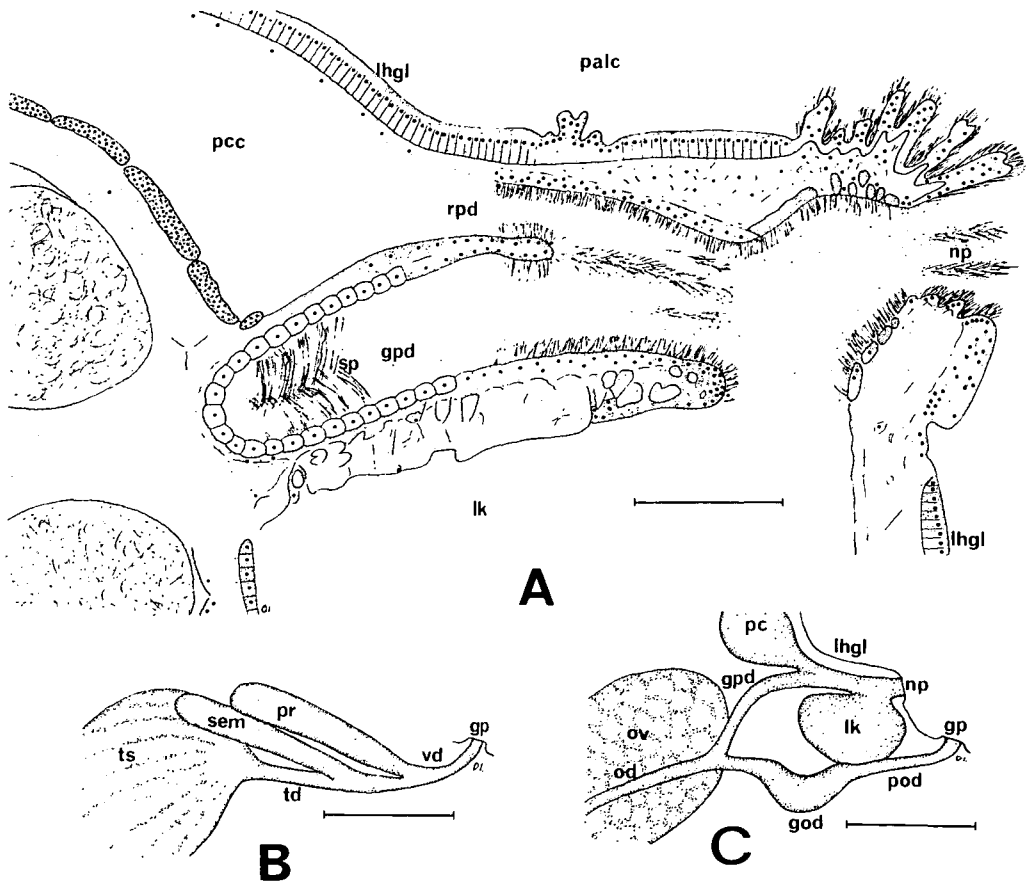 lhgl
palc
pcc
rpd
np
gpd
sp
lk
lhgl
A
pc
lhgl
gpd
np
sem
pr
gp
ov
lk
gp
ts
vd
od
pod
td
god
B
C